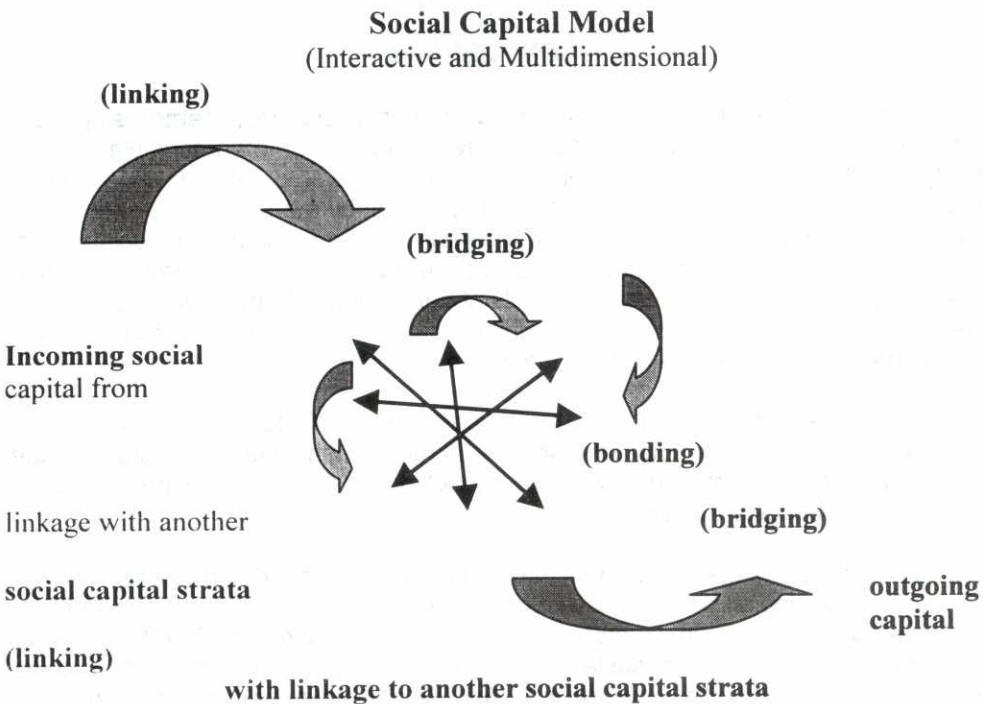 Social Capital Model
(Interactive and Multidimensional)
(linking)
(bridging)
Incoming social
capital from
(bonding)
linkage with another
(bridging)
social capital strata
outgoing
capital
(linking)
with linkage to another social capital strata